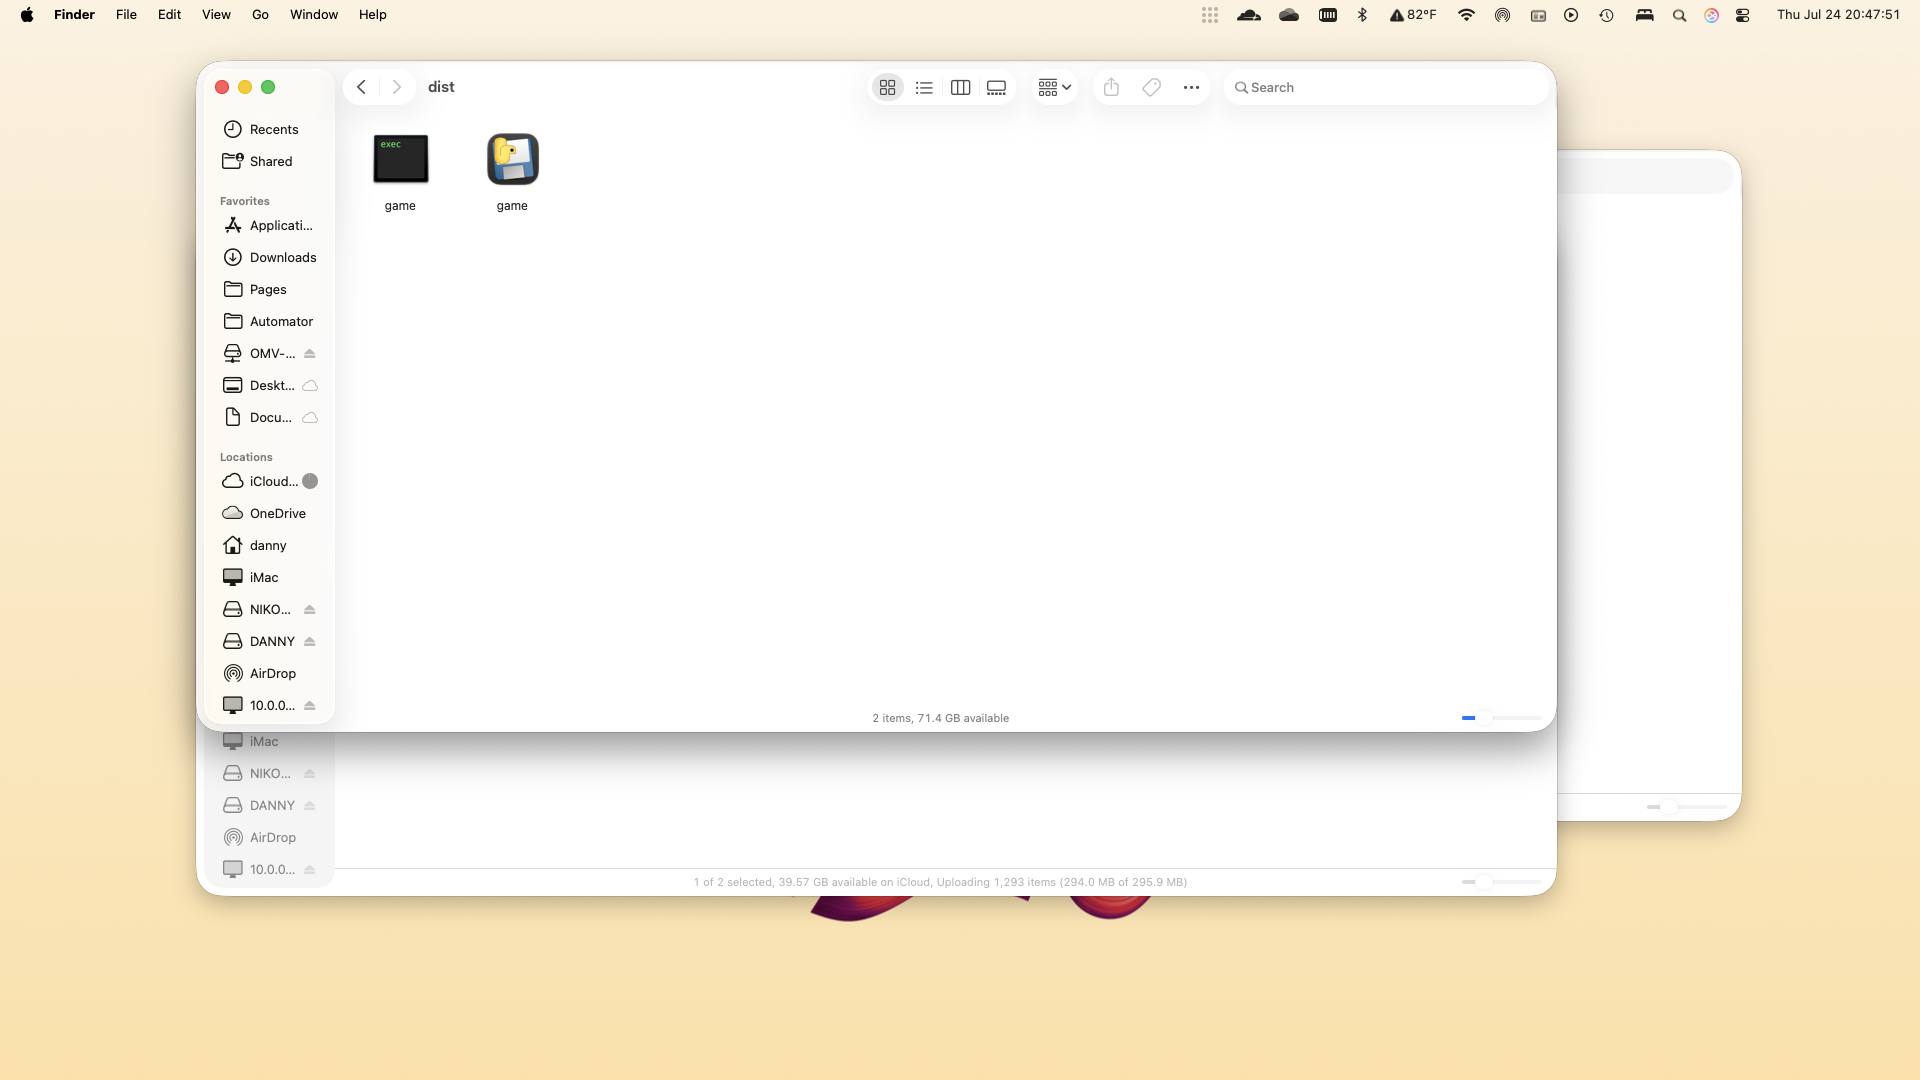 Finder File Edit View Go Window Help 82°F Thu Jul 24 20:47:51
dist
Search
Recents
Shared
Favorites
Applicati...
Downloads
Pages
Automator
OMV-...
Deskt...
Docu...
Locations
iCloud...
OneDrive
danny
iMac
NIKO...
DANNY
AirDrop
10.0.0...
exec
game
game
2 items, 71.4 GB available
iMac
NIKO...
DANNY
AirDrop
10.0.0...
1 of 2 selected, 39.57 GB available on iCloud, Uploading 1,293 items (294.0 MB of 295.9 MB)